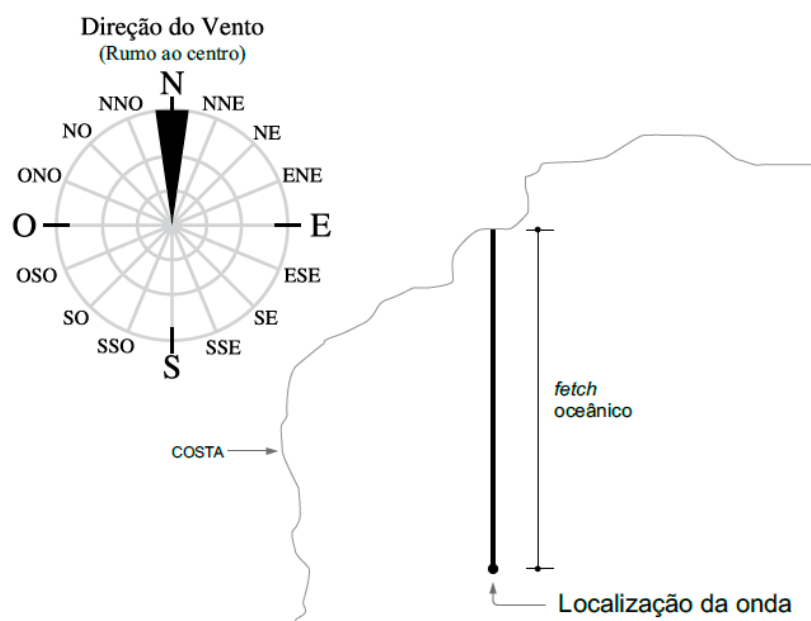 Direção do Vento
(Rumo ao centro)
N
NNO
NNE
NO
NE
ONO
ENE
O
E
OSO
ESE
SO
SE
SSO
SSE
S
COSTA
fetch
oceânico
Localização da onda